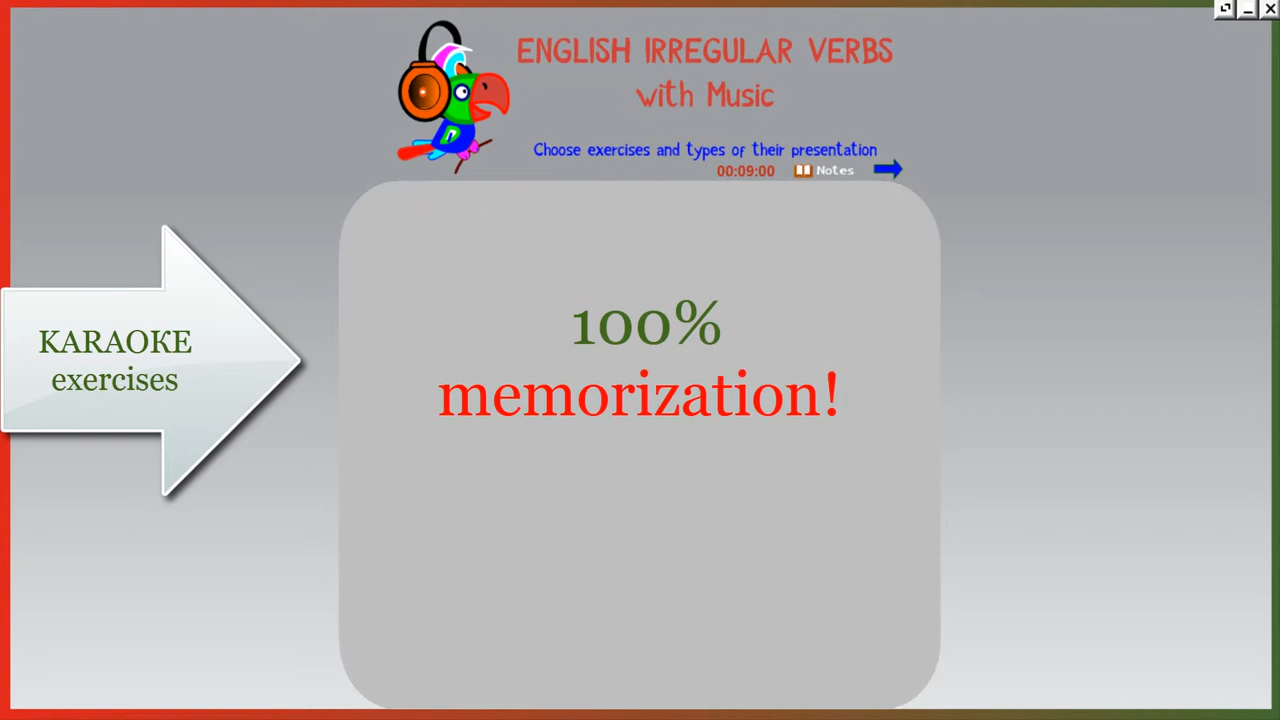 ENGLISH IRREGULAR VERBS
with Music
Choose exercises and types of their presentation
00:09:00 Notes
KARAOKE
exercises
100%
memorization!